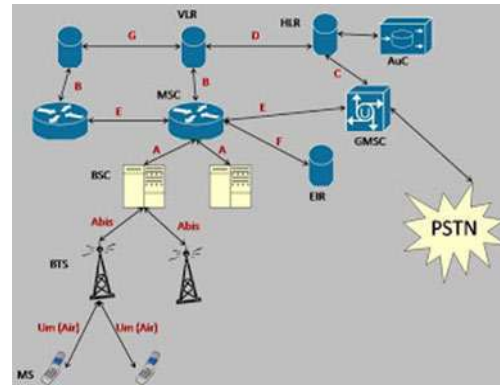 VLR
HLR
G
D
AuC
B
B
C
MSC
E
E
GMSC
A
A
F
BSC
EIR
Abis
Abis
PSTN
BTS
Um (Air)
Um (Air)
MS